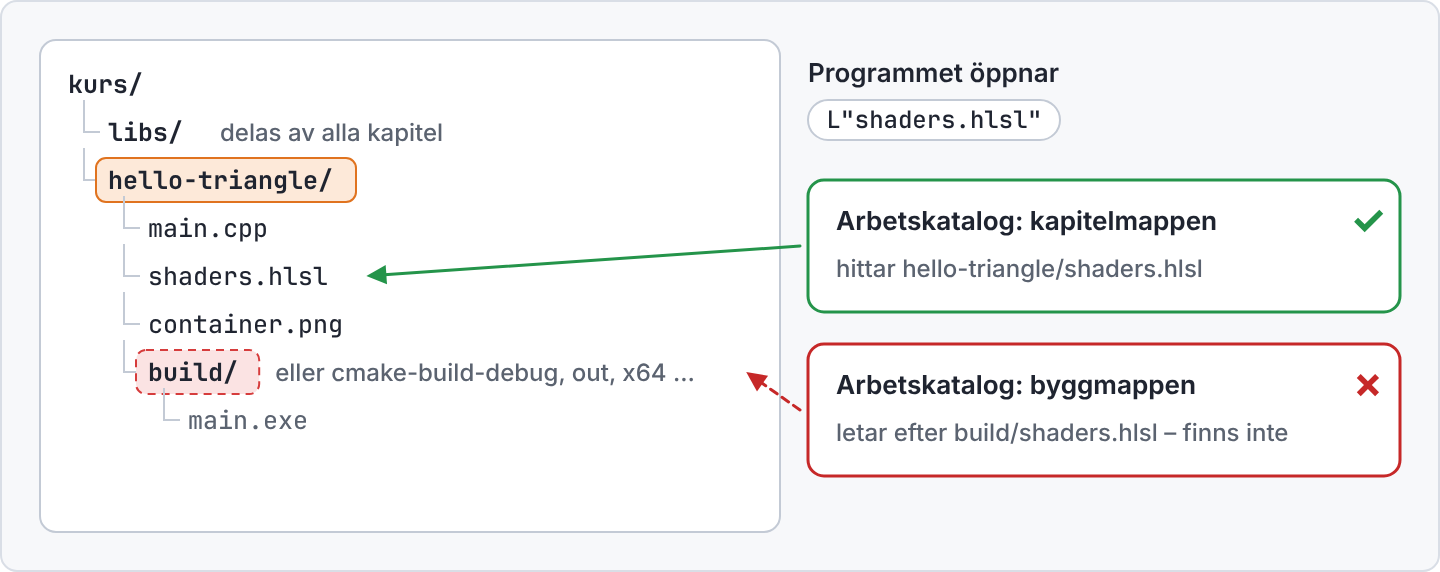 kurs/
libs/ delas av alla kapitel
hello-triangle/
main.cpp
shaders.hlsl
container.png
build/ eller cmake-build-debug, out, x64 ...
main.exe
Programmet öppnar
L"shaders.hlsl"
Arbetskatalog: kapitelmappen
hittar hello-triangle/shaders.hlsl
Arbetskatalog: byggmappen
letar efter build/shaders.hlsl – finns inte